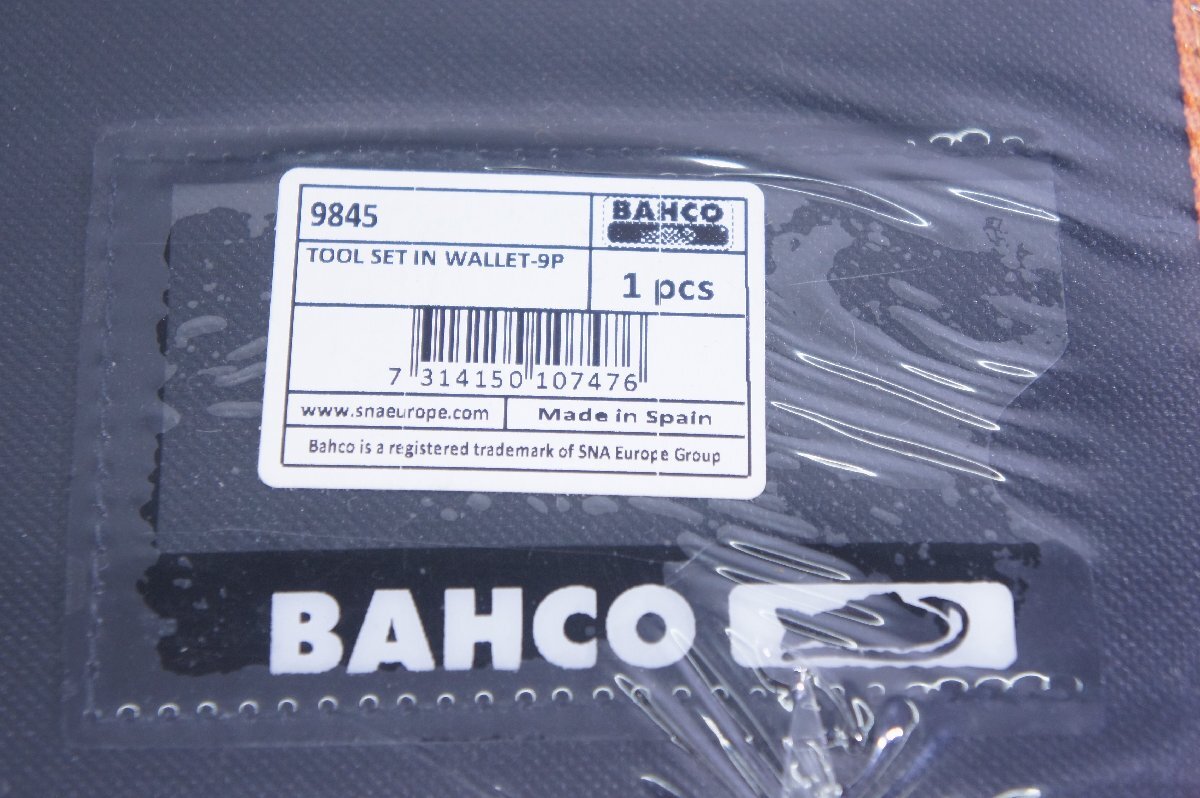 9845
BAHCO
TOOL SET IN WALLET-9P
1 pcs
7 314150 107476
www.snaeurope.com
Made in Spain
Bahco is a registered trademark of SNA Europe Group
BAHCO